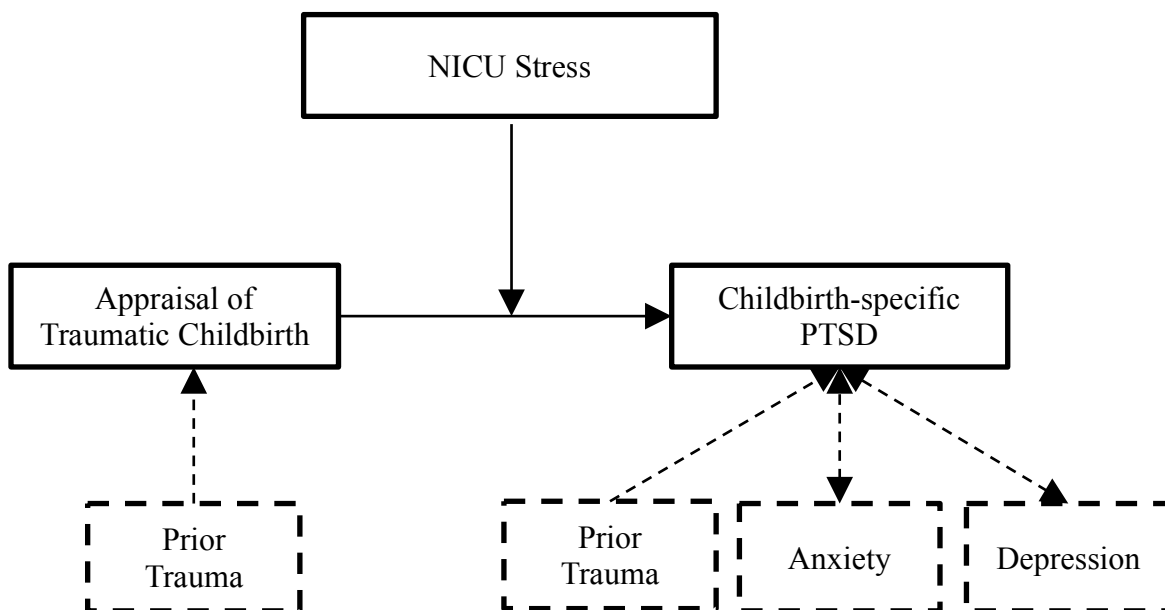 NICU Stress
Appraisal of
Traumatic Childbirth
Childbirth-specific
PTSD
Prior
Trauma
Prior
Trauma
Anxiety
Depression